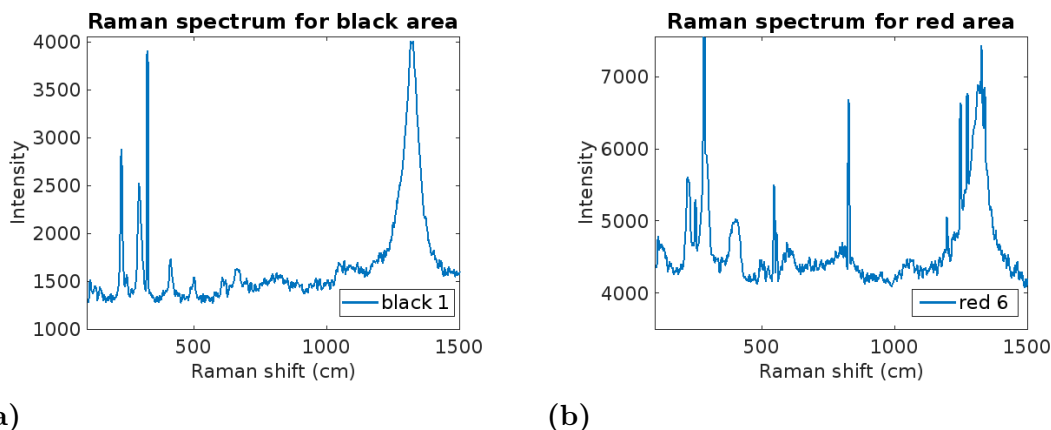 Raman spectrum for black area
4000
3500
3000
2500
2000
1500
1000
Intensity
500
1000
1500
Raman shift (cm)
black 1
a)
Raman spectrum for red area
7000
6000
5000
4000
Intensity
500
1000
1500
Raman shift (cm)
red 6
(b)